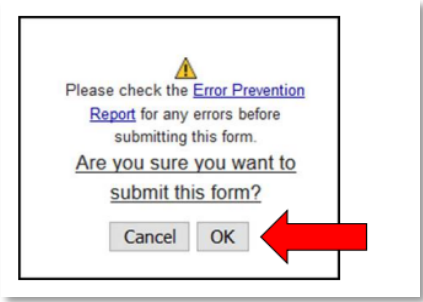 Please check the Error Prevention
Report for any errors before
submitting this form.
Are you sure you want to
submit this form?
Cancel OK